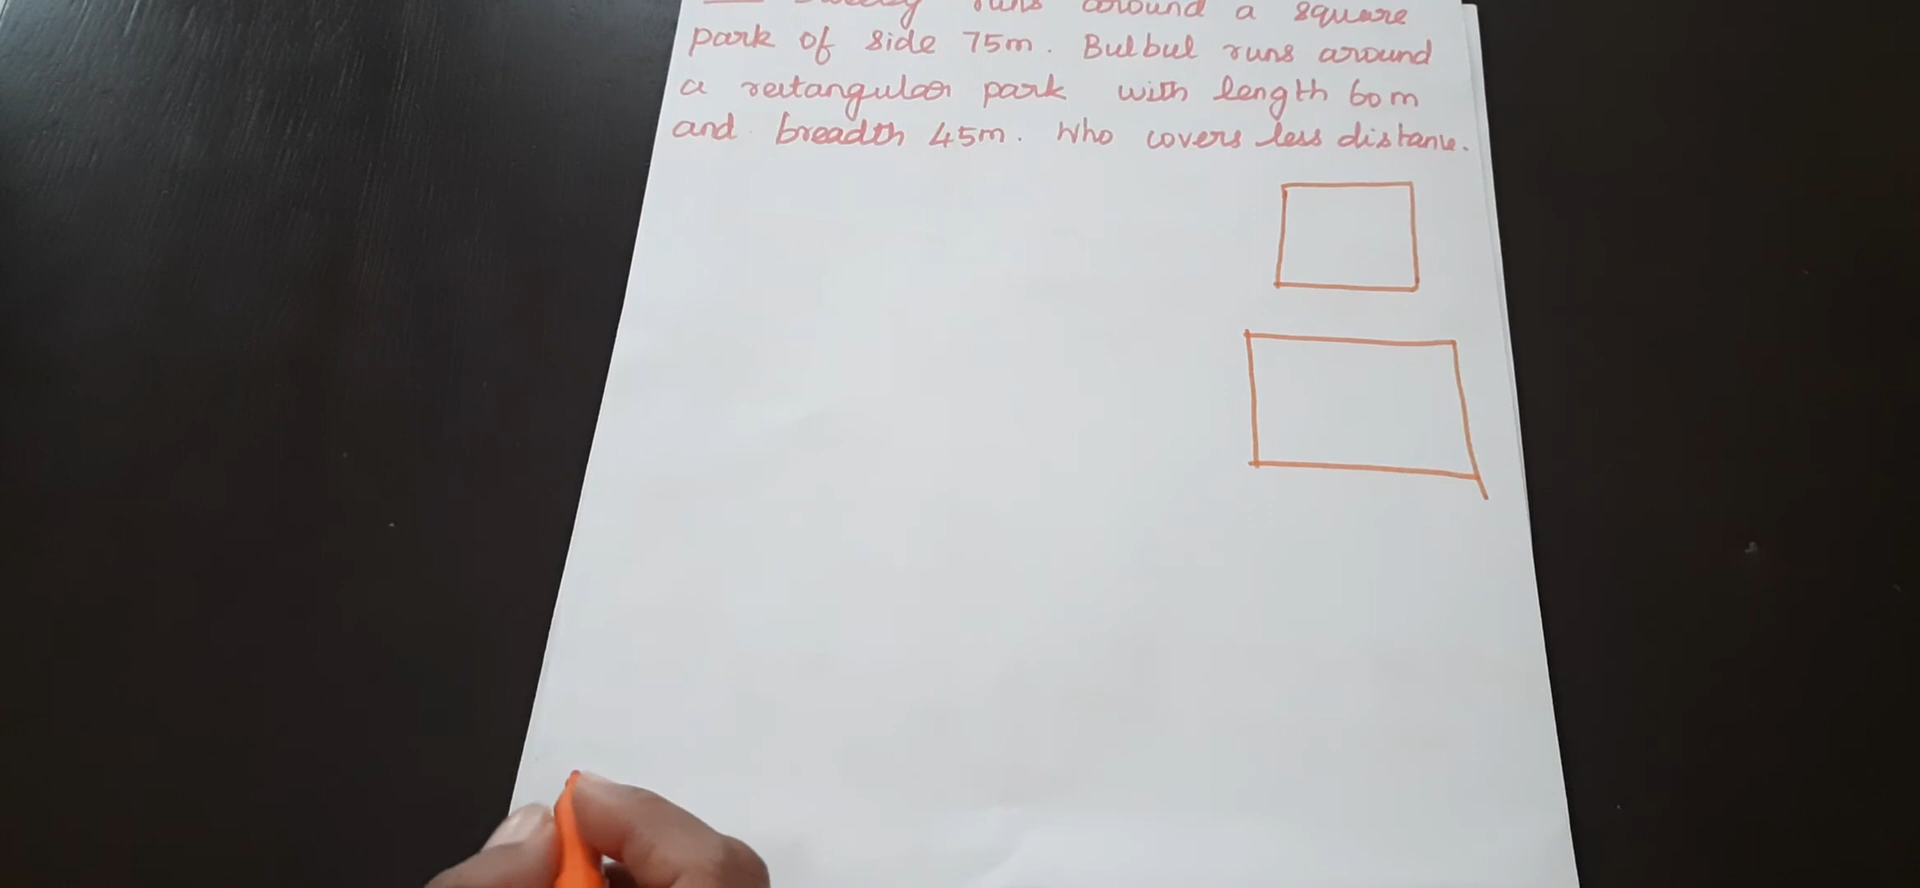 runs around a square
park of side 75m. Bulbul runs around
a rectangular park with length 60m
and breadth 45m. Who covers less distance.